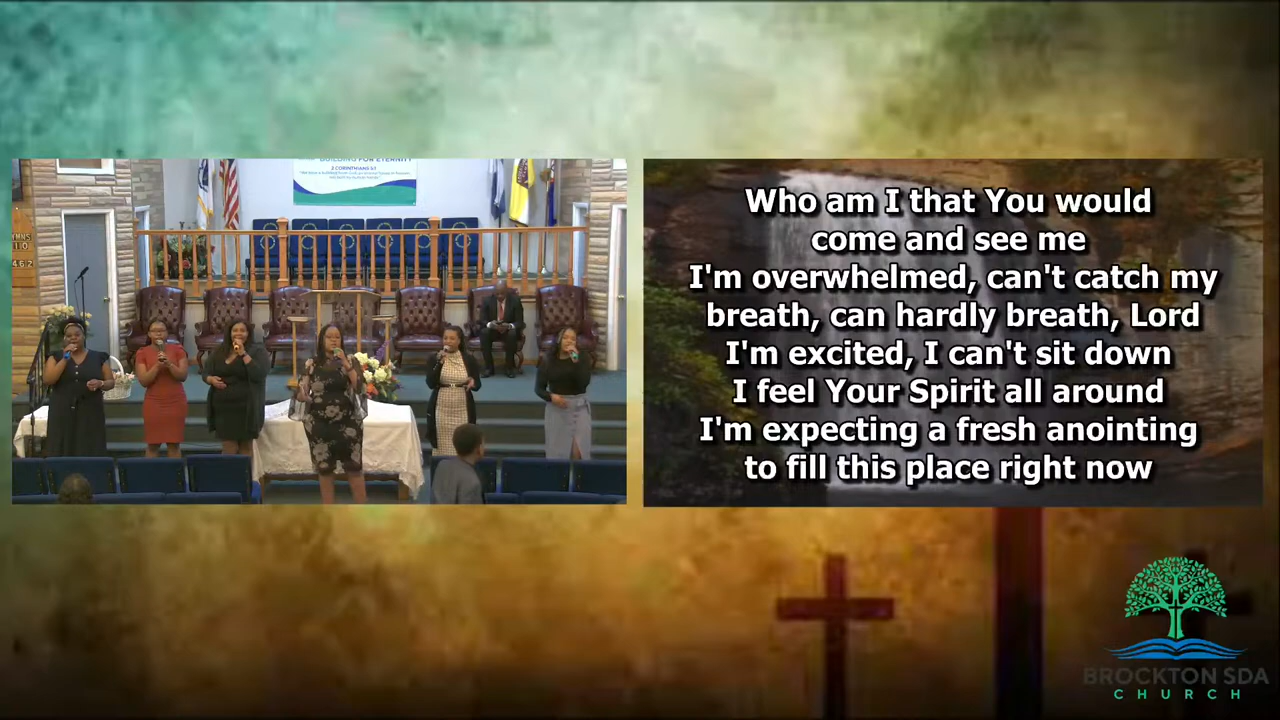 BUILDING FOR ETERNITY
2 CORINTHIANS 5:1
462
Who am I that You would
come and see me
I'm overwhelmed, can't catch my
breath, can hardly breath, Lord
I'm excited, I can't sit down
I feel Your Spirit all around
I'm expecting a fresh anointing
to fill this place right now
BROCKTON SDA
CHURCH